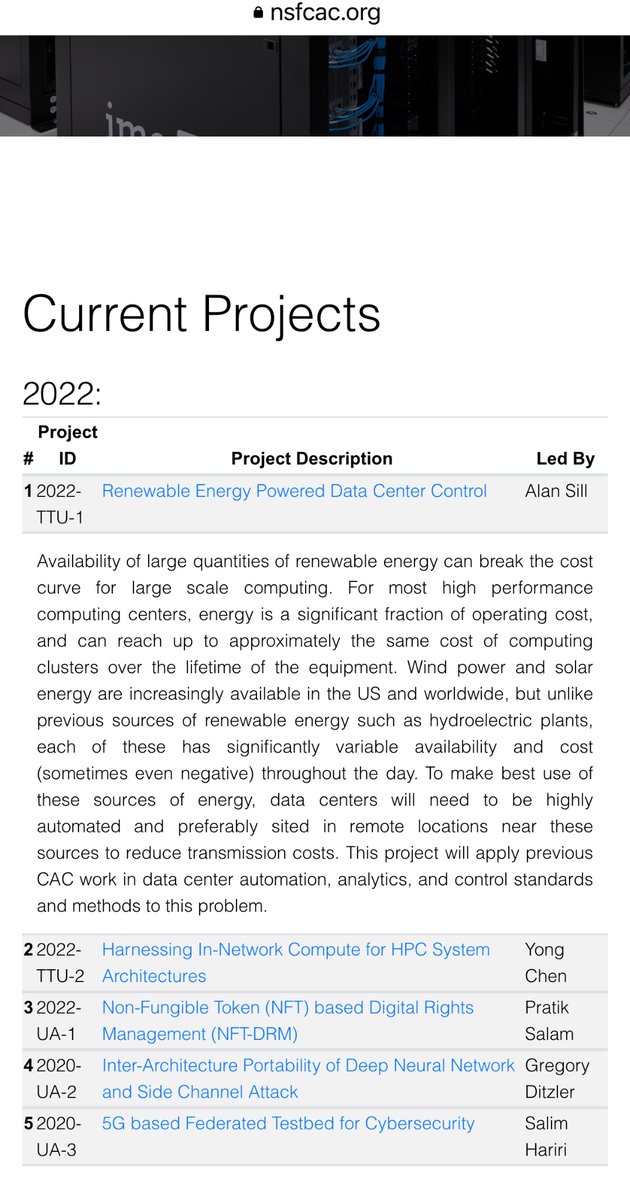 nsfcac.org
Current Projects
2022:
Project
# ID Project Description Led By
1 2022- Renewable Energy Powered Data Center Control Alan Sill
TTU-1
Availability of large quantities of renewable energy can break the cost
curve for large scale computing. For most high performance
computing centers, energy is a significant fraction of operating cost,
and can reach up to approximately the same cost of computing
clusters over the lifetime of the equipment. Wind power and solar
energy are increasingly available in the US and worldwide, but unlike
previous sources of renewable energy such as hydroelectric plants,
each of these has significantly variable availability and cost
(sometimes even negative) throughout the day. To make best use of
these sources of energy, data centers will need to be highly
automated and preferably sited in remote locations near these
sources to reduce transmission costs. This project will apply previous
CAC work in data center automation, analytics, and control standards
and methods to this problem.
2 2022- Harnessing In-Network Compute for HPC System Yong
TTU-2 Architectures Chen
3 2022- Non-Fungible Token (NFT) based Digital Rights Pratik
UA-1 Management (NFT-DRM) Salam
4 2020- Inter-Architecture Portability of Deep Neural Network Gregory
UA-2 and Side Channel Attack Ditzler
5 2020- 5G based Federated Testbed for Cybersecurity Salim
UA-3 Hariri